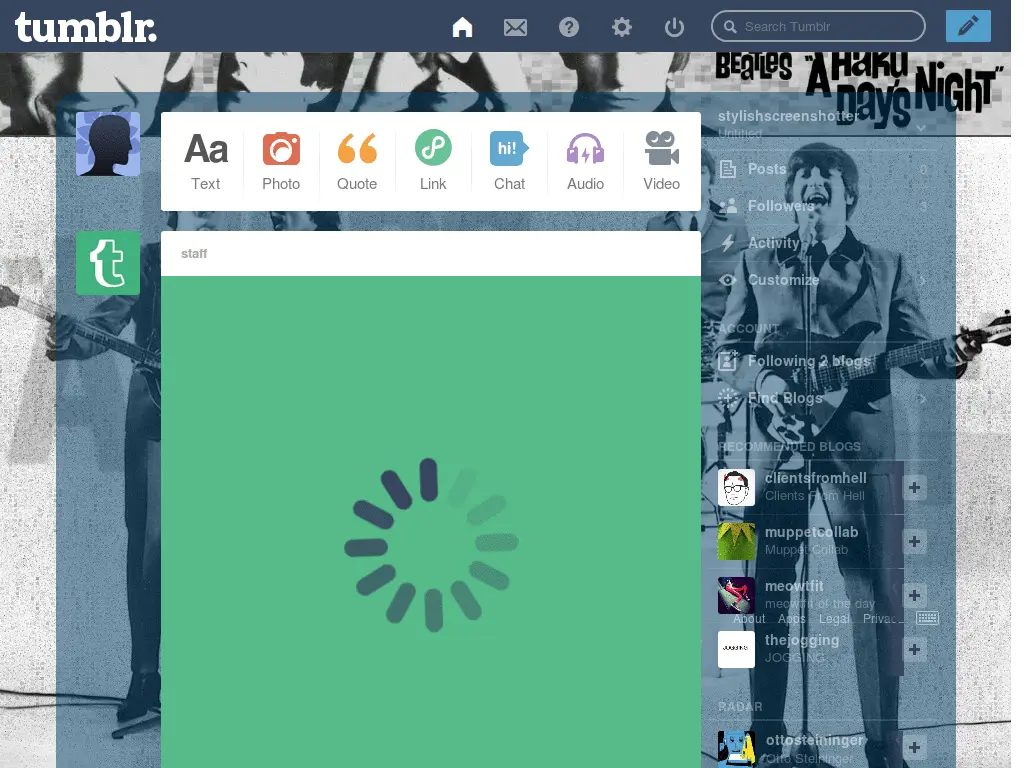 tumblr.
Search Tumblr
BEATLES "A HARD DAY'S NIGHT"
Aa
hi!
Text
Photo
Quote
Link
Chat
Audio
Video
t
staff
stylishscreenshotter
Untitled
Posts 0
Followers 3
Activity
Customize
ACCOUNT
Following 2 blogs
Find Blogs
RECOMMENDED BLOGS
clientsfromhell
Clients From Hell
muppetcollab
Muppet Collab
meowtfit
meowtfit of the day
About Apps Legal Privac...
JOGGING
thejogging
JOGGING
RADAR
ottosteininger
Otto Steininger